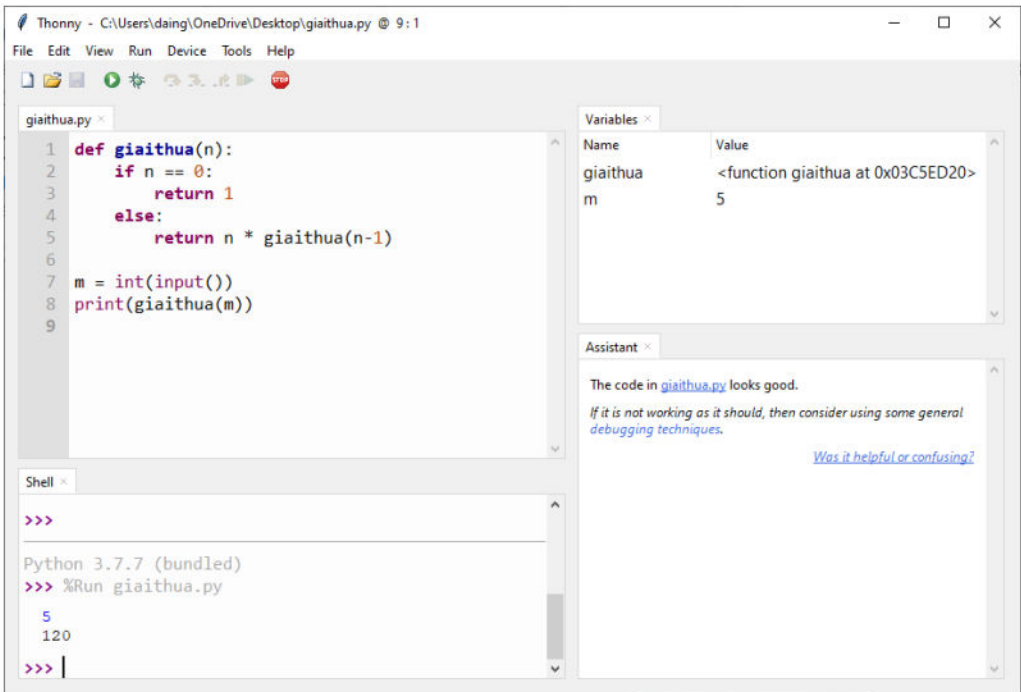 Thonny - C:\Users\daing\OneDrive\Desktop\giaithua.py @ 9:1
File Edit View Run Device Tools Help
STOP
giaithua.py ×
1 def giaithua(n):
2     if n == 0:
3         return 1
4     else:
5         return n * giaithua(n-1)
6
7 m = int(input())
8 print(giaithua(m))
9
Shell ×
>>>
Python 3.7.7 (bundled)
>>> %Run giaithua.py
5
120
>>>
Variables ×
Name Value
giaithua <function giaithua at 0x03C5ED20>
m 5
Assistant ×
The code in giaithua.py looks good.
If it is not working as it should, then consider using some general
debugging techniques.
Was it helpful or confusing?